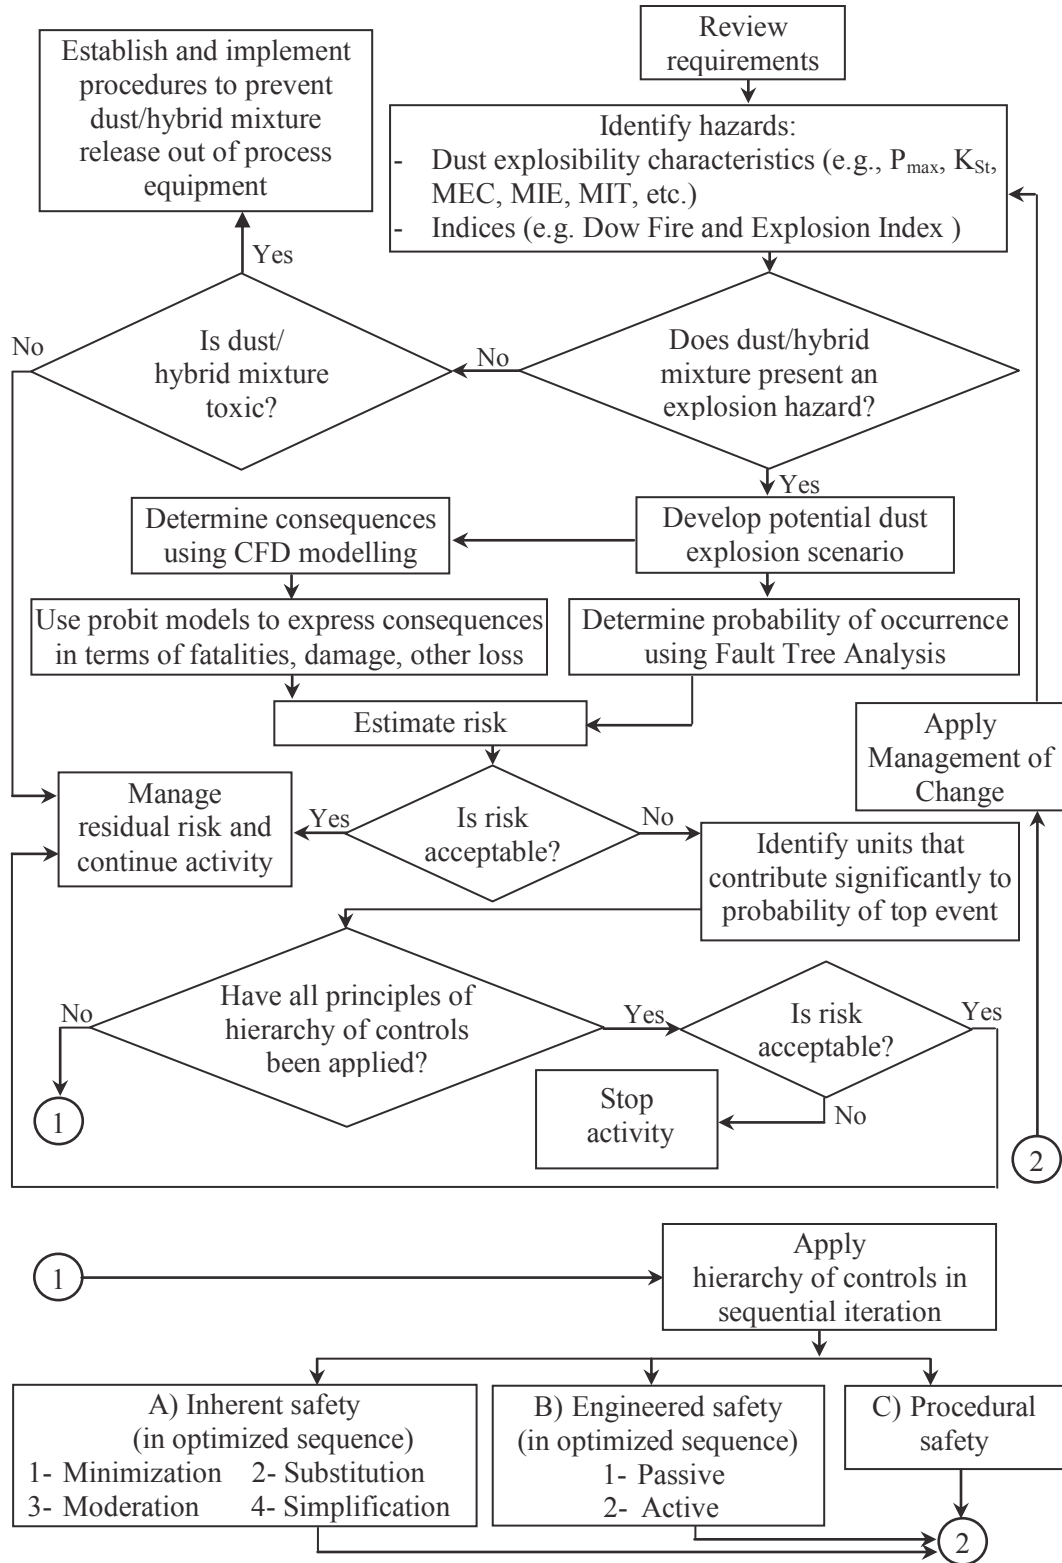 Review
requirements
Establish and implement
procedures to prevent
dust/hybrid mixture
release out of process
equipment
Identify hazards:
- Dust explosibility characteristics (e.g., Pmax, KSt,
MEC, MIE, MIT, etc.)
- Indices (e.g. Dow Fire and Explosion Index )
Yes
No
Is dust/
hybrid mixture
toxic?
No
Does dust/hybrid
mixture present an
explosion hazard?
Yes
Determine consequences
using CFD modelling
Develop potential dust
explosion scenario
Use probit models to express consequences
in terms of fatalities, damage, other loss
Determine probability of occurrence
using Fault Tree Analysis
Estimate risk
Apply
Management of
Change
Manage
residual risk and
continue activity
Yes
Is risk
acceptable?
No
Identify units that
contribute significantly to
probability of top event
No
Have all principles of
hierarchy of controls
been applied?
Yes
Is risk
acceptable?
Yes
No
Stop
activity
1
2
1
Apply
hierarchy of controls in
sequential iteration
A) Inherent safety
(in optimized sequence)
1- Minimization 2- Substitution
3- Moderation 4- Simplification
B) Engineered safety
(in optimized sequence)
1- Passive
2- Active
C) Procedural
safety
2